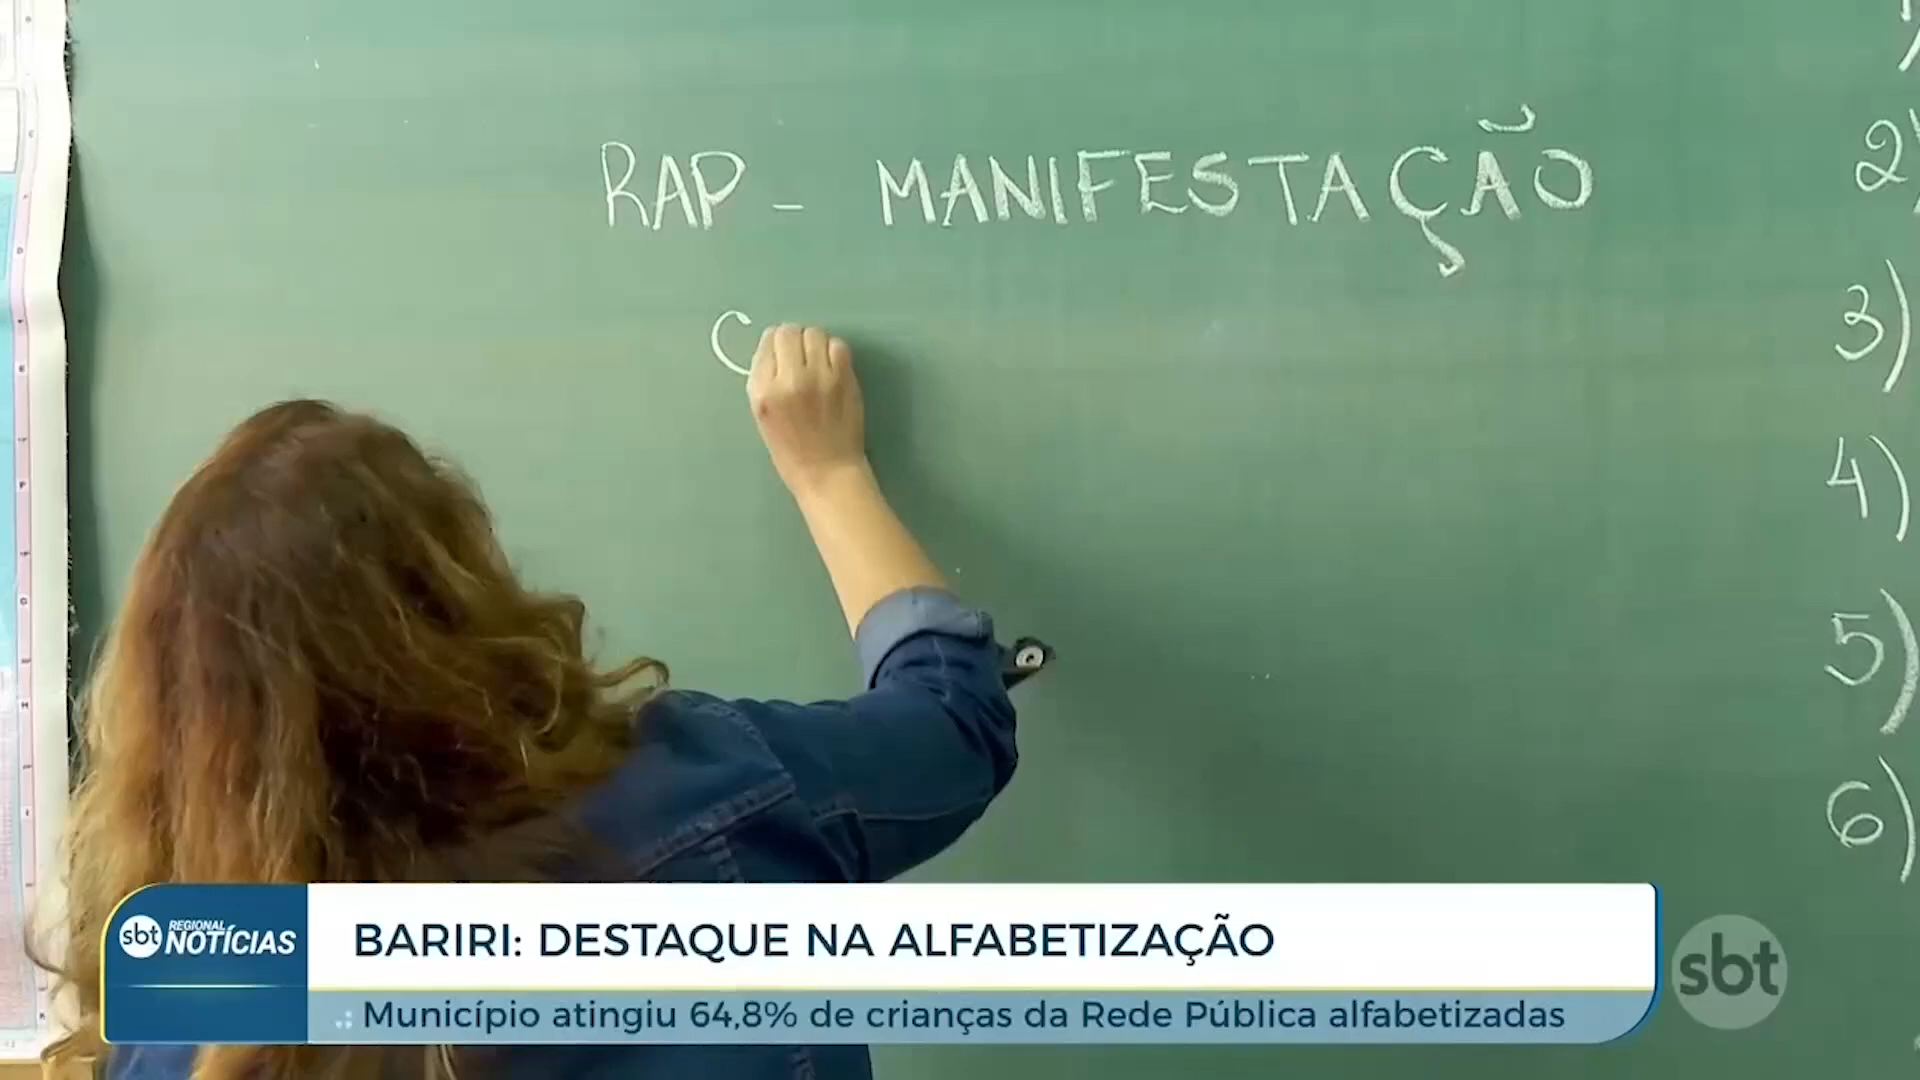 RAP - MANIFESTAÇÃO
C
2)
3)
4)
5)
6)
sbt REGIONAL NOTÍCIAS
BARIRI: DESTAQUE NA ALFABETIZAÇÃO
Município atingiu 64,8% de crianças da Rede Pública alfabetizadas
sbt